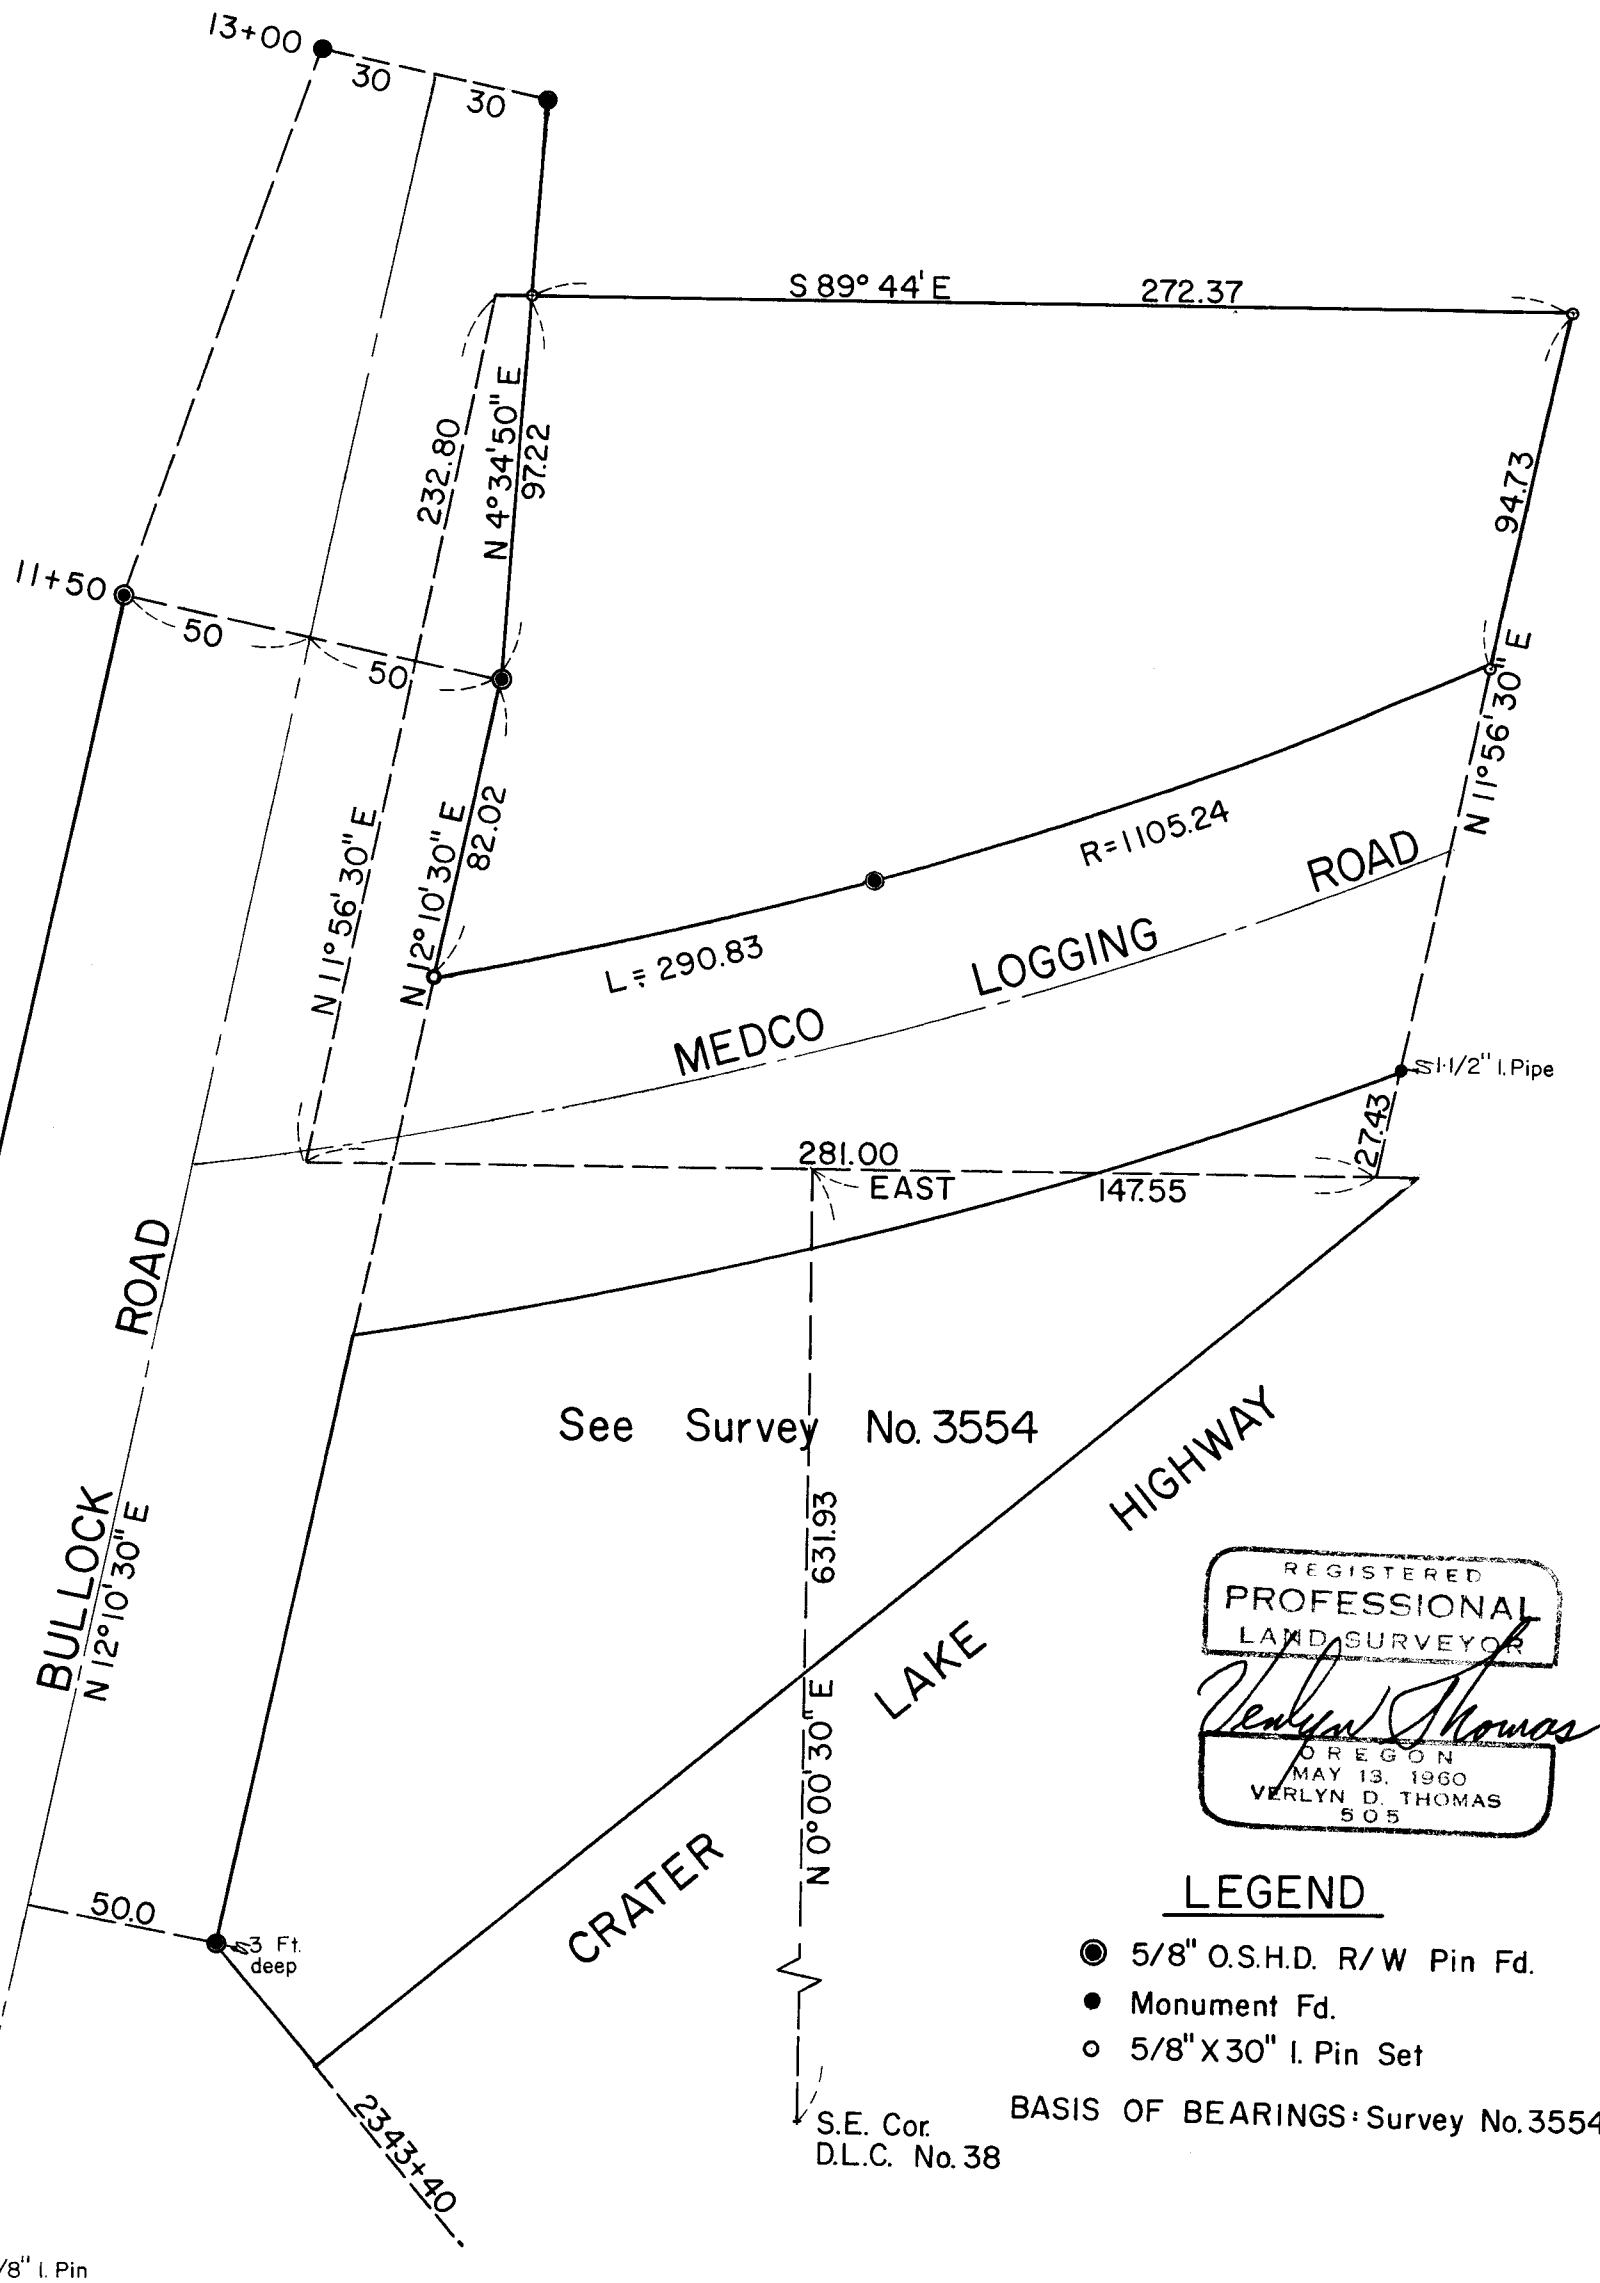 13+00
30
30
S 89° 44' E
272.37
232.80
N 4° 34' 50" E
97.22
94.73
11+50
50
50
N 11° 56' 30" E
N 11° 56' 30" E
N 12° 10' 30" E
82.02
R=1105.24
L = 290.83
MEDCO LOGGING ROAD
1-1/2" I. Pipe
27.43
281.00
EAST
147.55
BULLOCK ROAD
N 12° 10' 30" E
See Survey No. 3554
631.93
N 0° 00' 30" E
CRATER LAKE HIGHWAY
50.0
3 Ft.
deep
2343+40
S.E. Cor.
D.L.C. No. 38
REGISTERED
PROFESSIONAL
LAND SURVEYOR
Verlyn Thomas
OREGON
MAY 13, 1960
VERLYN D. THOMAS
505
LEGEND
5/8" O.S.H.D. R/W Pin Fd.
Monument Fd.
5/8" X 30" I. Pin Set
BASIS OF BEARINGS: Survey No. 3554
/8" I. Pin